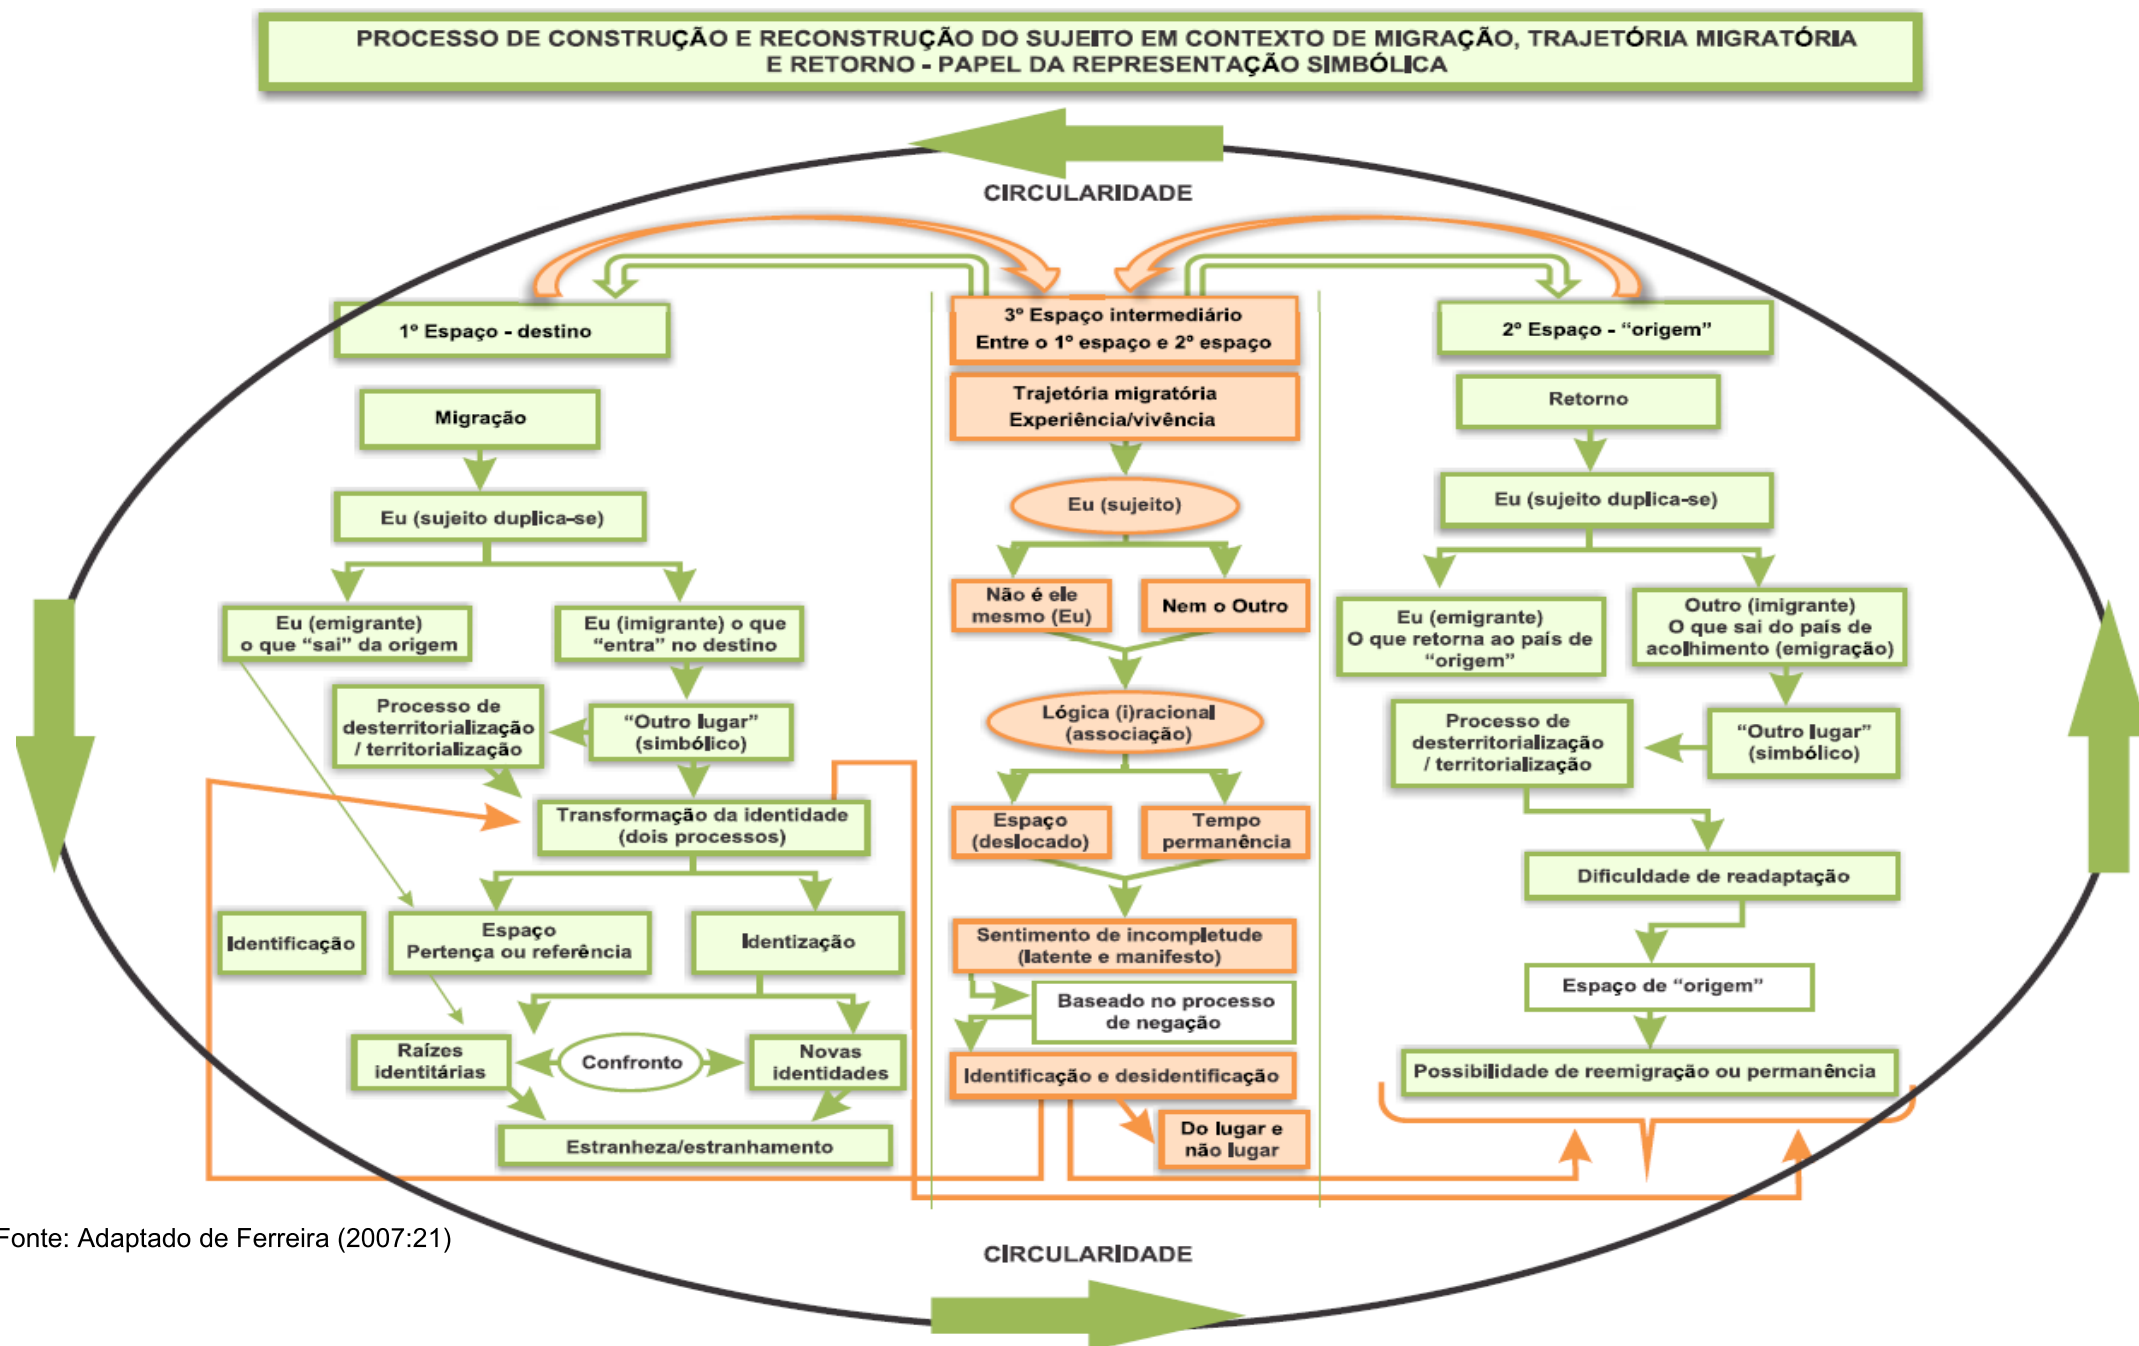 PROCESSO DE CONSTRUÇÃO E RECONSTRUÇÃO DO SUJEITO EM CONTEXTO DE MIGRAÇÃO, TRAJETÓRIA MIGRATÓRIA
E RETORNO - PAPEL DA REPRESENTAÇÃO SIMBÓLICA
CIRCULARIDADE
1º Espaço - destino
Migração
Eu (sujeito duplica-se)
Eu (emigrante)
o que “sai” da origem
Eu (imigrante) o que
“entra” no destino
Processo de
desterritorialização
/ territorialização
“Outro lugar”
(simbólico)
Transformação da identidade
(dois processos)
Identificação
Espaço
Pertença ou referência
Identização
Raízes
identitárias
Confronto
Novas
identidades
Estranheza/estranhamento
3º Espaço intermediário
Entre o 1º espaço e 2º espaço
Trajetória migratória
Experiência/vivência
Eu (sujeito)
Não é ele
mesmo (Eu)
Nem o Outro
Lógica (i)racional
(associação)
Espaço
(deslocado)
Tempo
permanência
Sentimento de incompletude
(latente e manifesto)
Baseado no processo
de negação
Identificação e desidentificação
Do lugar e
não lugar
2º Espaço - “origem”
Retorno
Eu (sujeito duplica-se)
Eu (emigrante)
O que retorna ao país de
“origem”
Outro (imigrante)
O que sai do país de
acolhimento (emigração)
Processo de
desterritorialização
/ territorialização
“Outro lugar”
(simbólico)
Dificuldade de readaptação
Espaço de “origem”
Possibilidade de reemigração ou permanência
Fonte: Adaptado de Ferreira (2007:21)
CIRCULARIDADE